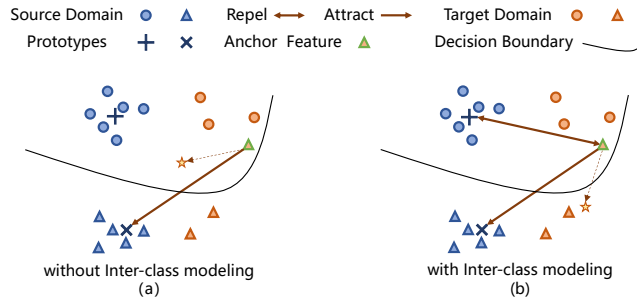 Source Domain Repel Attract Target Domain
Prototypes Anchor Feature Decision Boundary
without Inter-class modeling
(a)
with Inter-class modeling
(b)